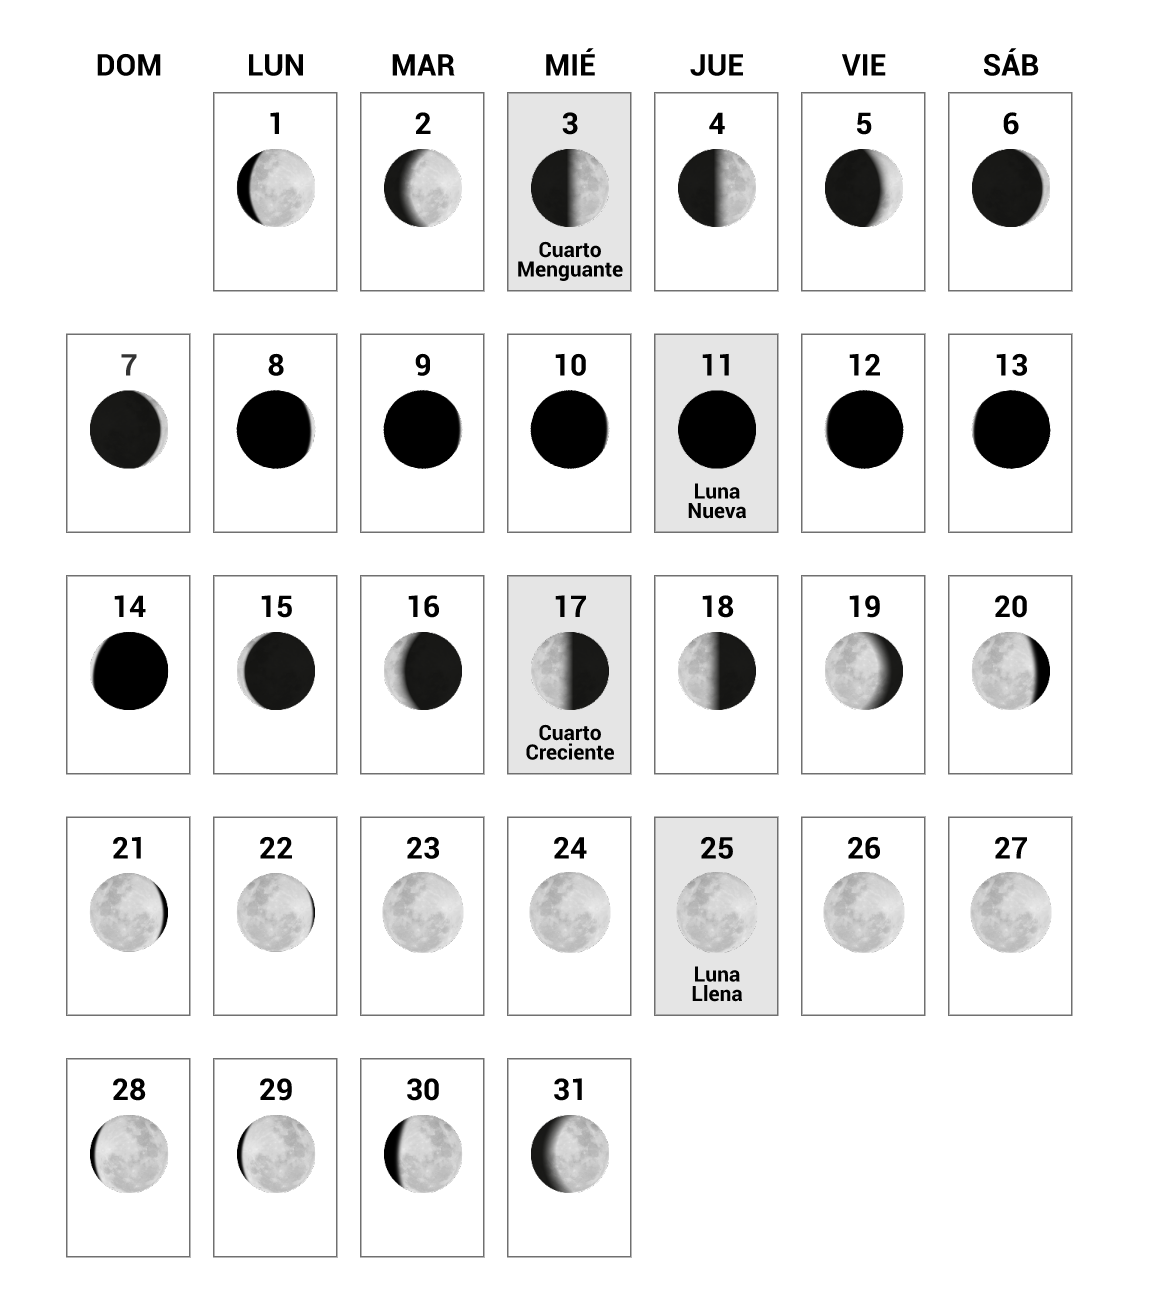 DOM LUN MAR MIÉ JUE VIE SÁB
1 2 3 4 5 6
Cuarto
Menguante
7 8 9 10 11 12 13
Luna
Nueva
14 15 16 17 18 19 20
Cuarto
Creciente
21 22 23 24 25 26 27
Luna
Llena
28 29 30 31